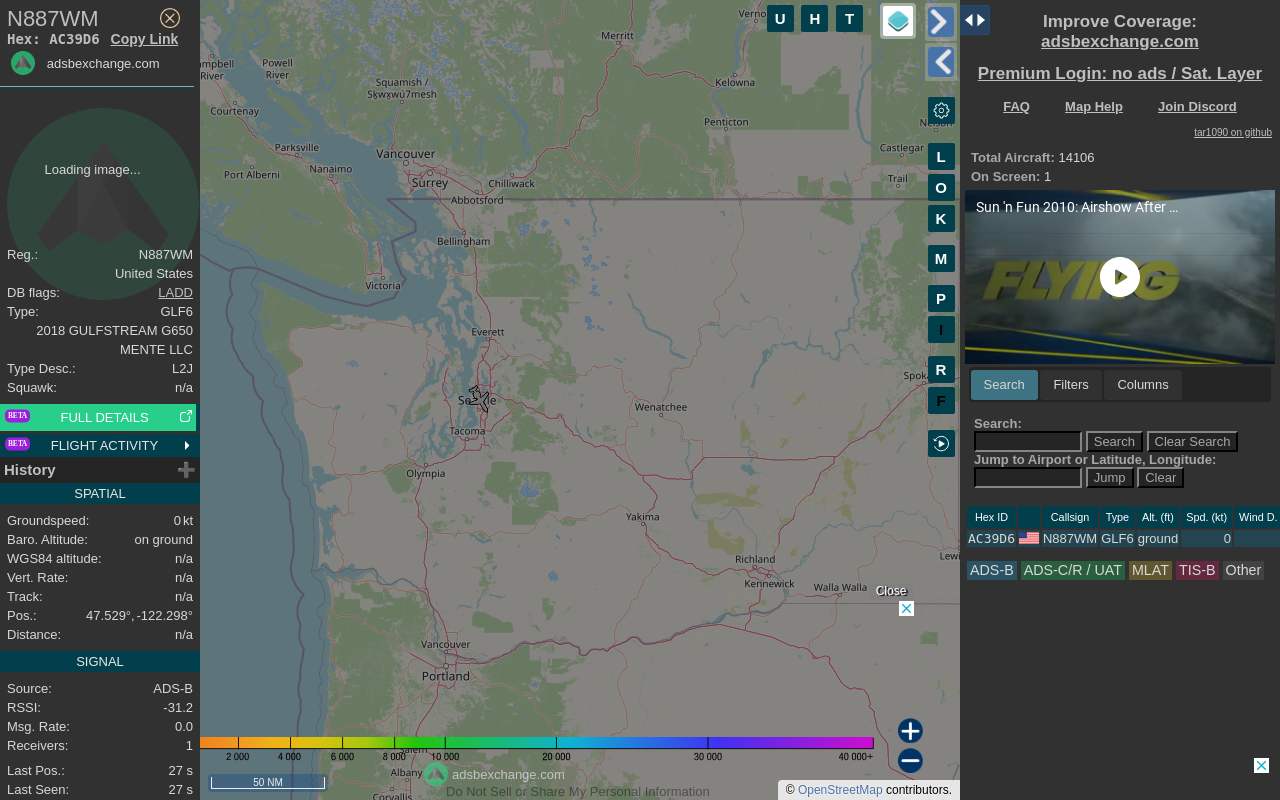 N887WM
Hex: AC39D6 Copy Link
adsbexchange.com
Loading image...
Reg.: N887WM
United States
DB flags: LADD
Type: GLF6
2018 GULFSTREAM G650
MENTE LLC
Type Desc.: L2J
Squawk: n/a
BETA FULL DETAILS
BETA FLIGHT ACTIVITY
History
SPATIAL
Groundspeed: 0 kt
Baro. Altitude: on ground
WGS84 altitude: n/a
Vert. Rate: n/a
Track: n/a
Pos.: 47.529°, -122.298°
Distance: n/a
SIGNAL
Source: ADS-B
RSSI: -31.2
Msg. Rate: 0.0
Receivers: 1
Last Pos.: 27 s
Last Seen: 27 s
U H T
L
O
K
M
P
I
R
F
Merritt
Powell
River
River
Squamish /
Sḵwx̱wú7mesh
Courtenay
Kelowna
Penticton
Parksville
Nanaimo
Port Alberni
Vancouver
Surrey
Chilliwack
Abbotsford
Castlegar
Trail
Bellingham
Victoria
Everett
Seattle
Tacoma
Olympia
Wenatchee
Yakima
Richland
Kennewick
Walla Walla
Vancouver
Portland
Albany
Corvallis
Close
2 000 4 000 6 000 8 000 10 000 20 000 30 000 40 000+
50 NM
adsbexchange.com
Do Not Sell or Share My Personal Information
© OpenStreetMap contributors.
Improve Coverage:
adsbexchange.com
Premium Login: no ads / Sat. Layer
FAQ Map Help Join Discord
tar1090 on github
Total Aircraft: 14106
On Screen: 1
Sun 'n Fun 2010: Airshow After ...
FLYING
Search Filters Columns
Search:
Search Clear Search
Jump to Airport or Latitude, Longitude:
Jump Clear
Hex ID Callsign Type Alt. (ft) Spd. (kt) Wind D.
AC39D6 N887WM GLF6 ground 0
ADS-B ADS-C/R / UAT MLAT TIS-B Other